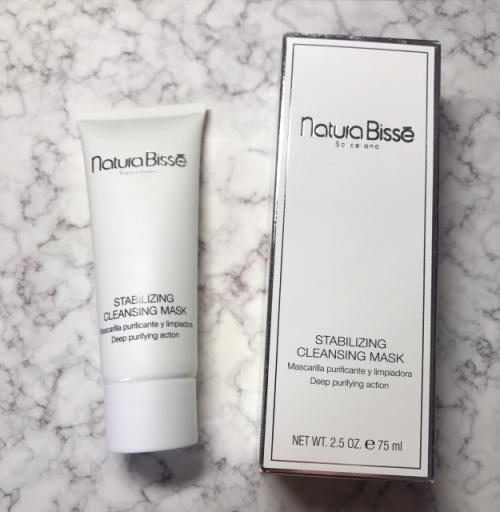 Natura Bissé
Barcelona
STABILIZING
CLEANSING MASK
Mascarilla purificante y limpiadora
Deep purifying action
Natura Bissé
Barcelona
STABILIZING
CLEANSING MASK
Mascarilla purificante y limpiadora
Deep purifying action
NET WT. 2.5 OZ. ℮ 75 ml